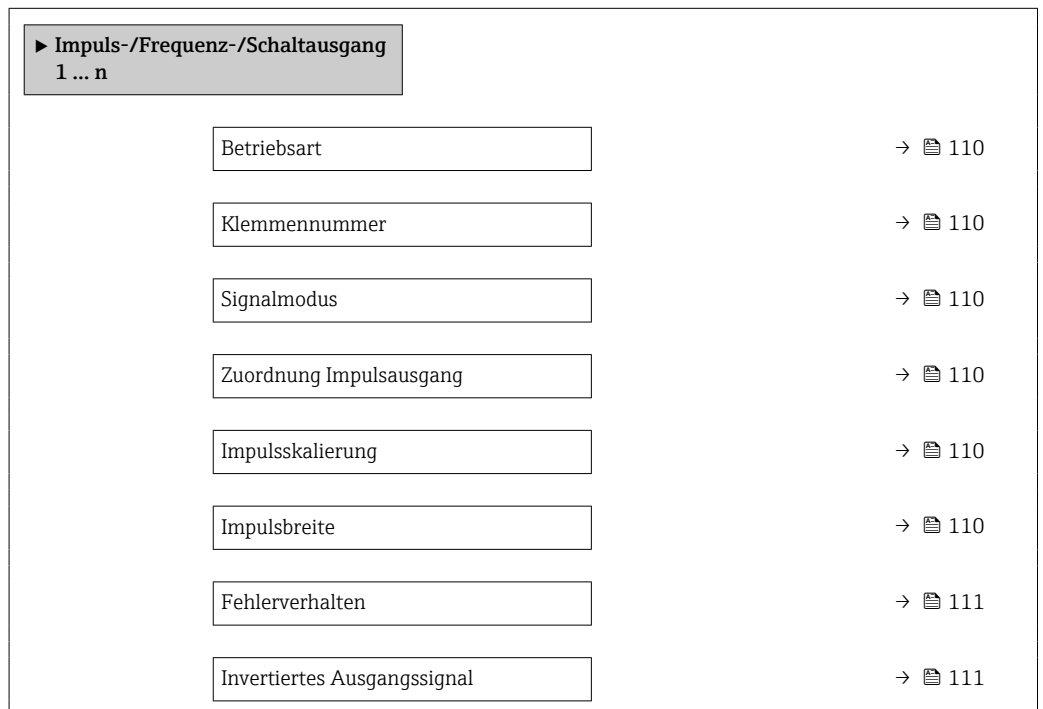 ▶ Impuls-/Frequenz-/Schaltausgang
1 … n
Betriebsart → 110
Klemmennummer → 110
Signalmodus → 110
Zuordnung Impulsausgang → 110
Impulsskalierung → 110
Impulsbreite → 110
Fehlerverhalten → 111
Invertiertes Ausgangssignal → 111